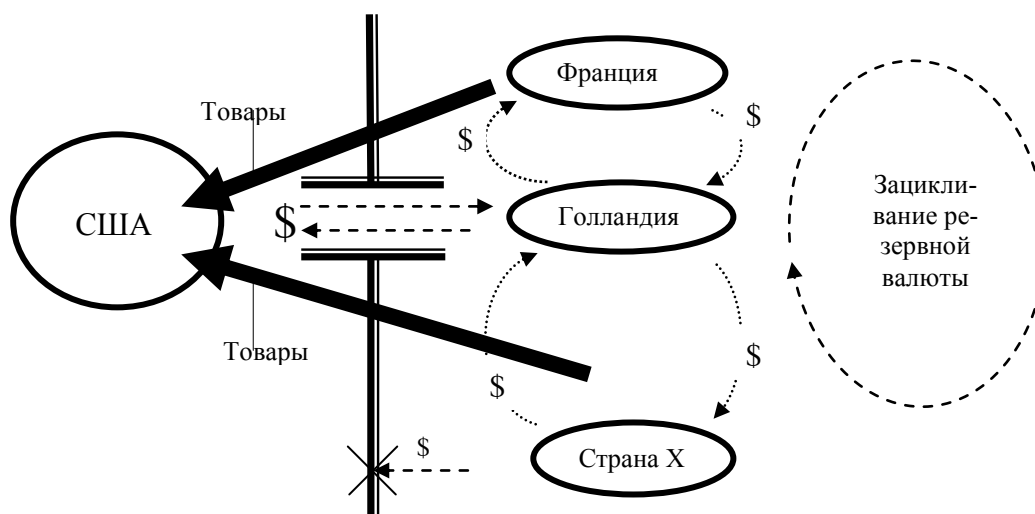 Франция
Товары
$
$
США
$
Голландия
Зацикли-
вание ре-
зервной
валюты
Товары
$
$
$
Страна X